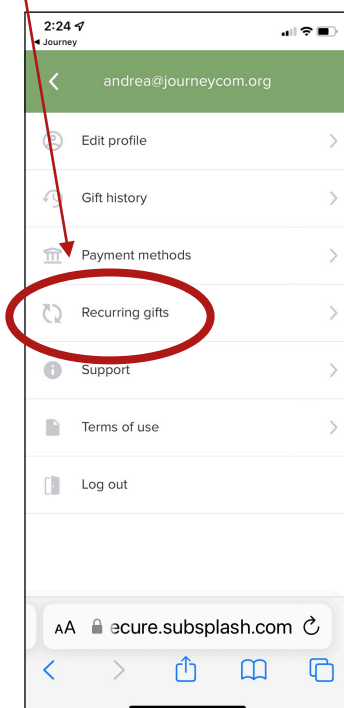 2:24
Journey
andrea@journeycom.org
Edit profile
Gift history
Payment methods
Recurring gifts
Support
Terms of use
Log out
AA ecure.subsplash.com